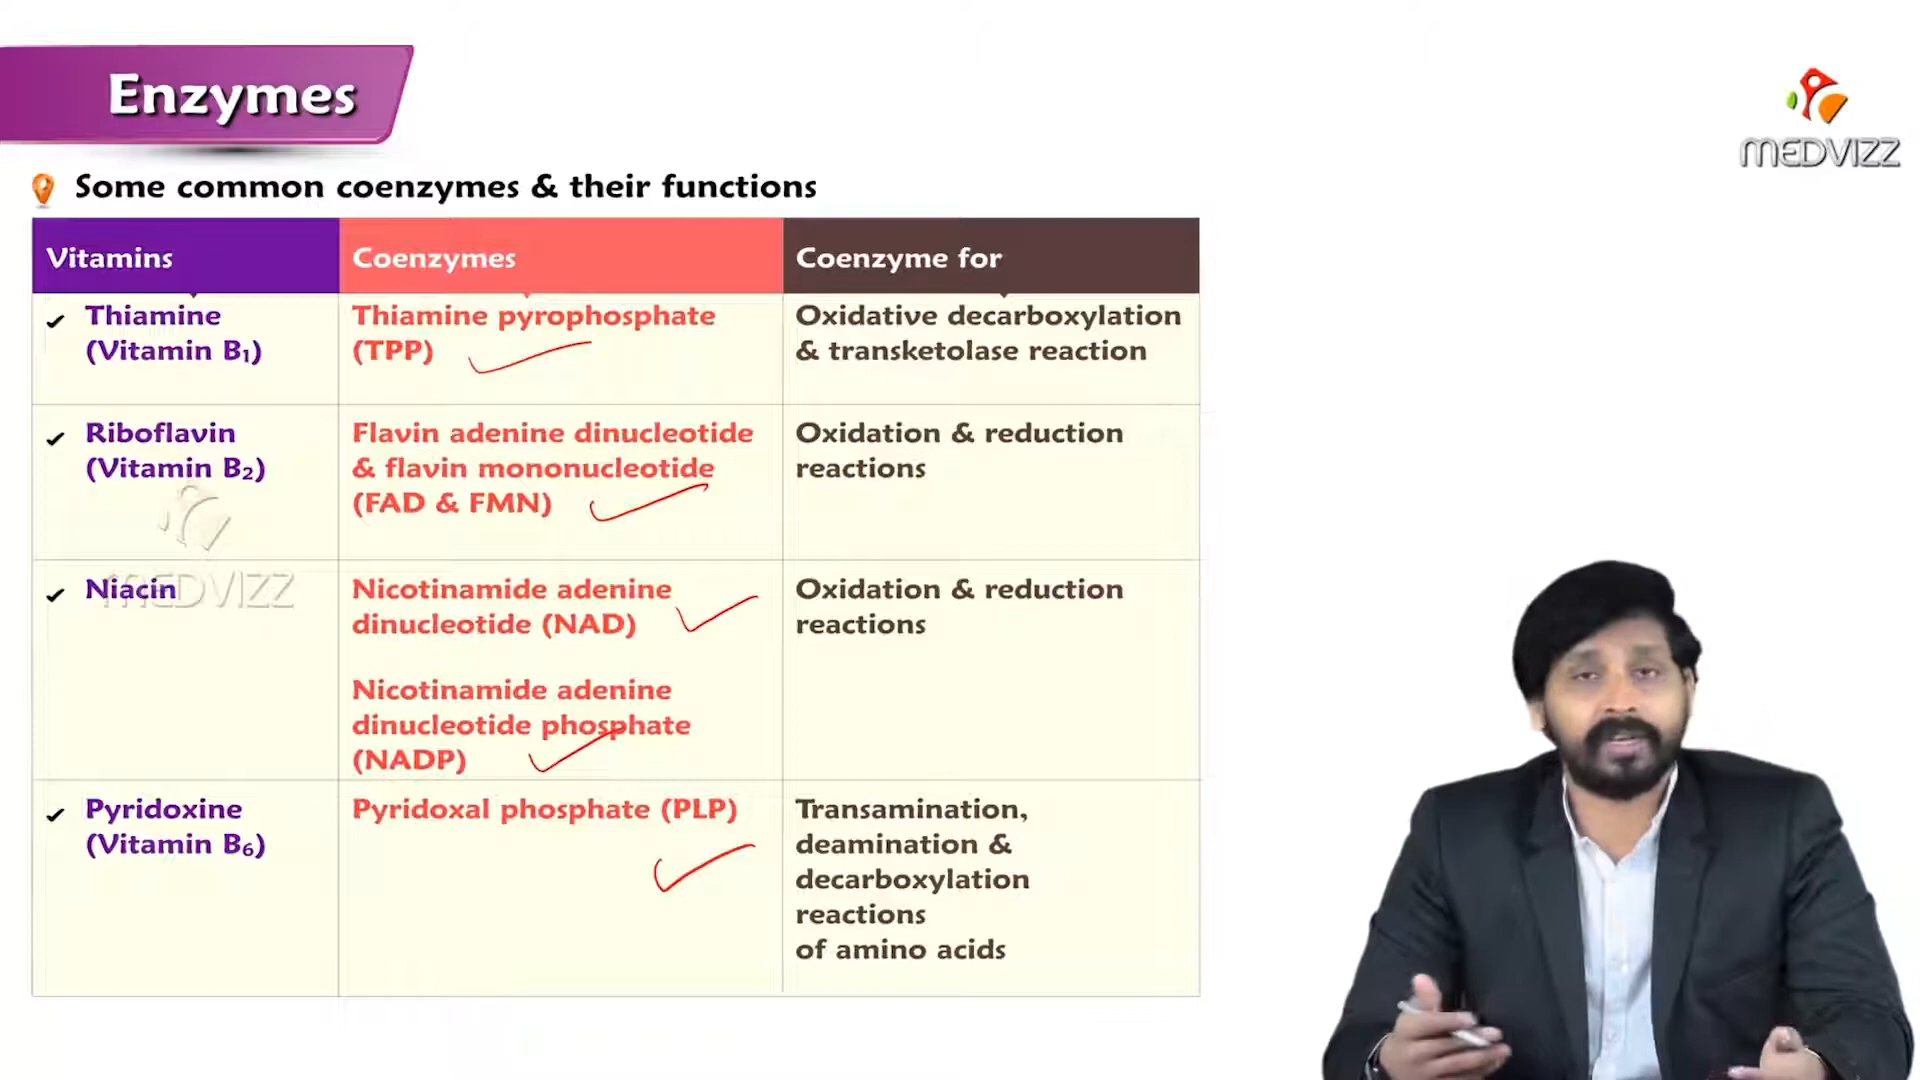 Enzymes
MEDVIZZ
Some common coenzymes & their functions
Vitamins
Coenzymes
Coenzyme for
Thiamine
(Vitamin B₁)
Thiamine pyrophosphate
(TPP)
Oxidative decarboxylation
& transketolase reaction
Riboflavin
(Vitamin B₂)
Flavin adenine dinucleotide
& flavin mononucleotide
(FAD & FMN)
Oxidation & reduction
reactions
Niacin
MEDVIZZ
Nicotinamide adenine
dinucleotide (NAD)
Nicotinamide adenine
dinucleotide phosphate
(NADP)
Oxidation & reduction
reactions
Pyridoxine
(Vitamin B₆)
Pyridoxal phosphate (PLP)
Transamination,
deamination &
decarboxylation
reactions
of amino acids